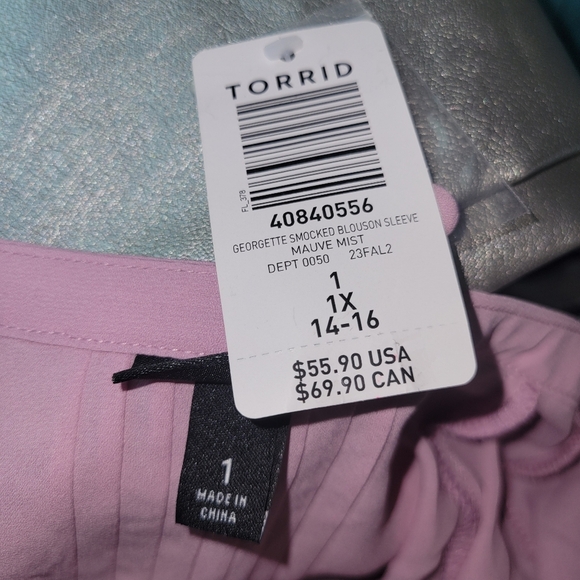 TORRID
FL_378
40840556
GEORGETTE SMOCKED BLOUSON SLEEVE
MAUVE MIST
DEPT 0050 23FAL2
1
1X
14-16
$55.90 USA
$69.90 CAN
1
MADE IN
CHINA